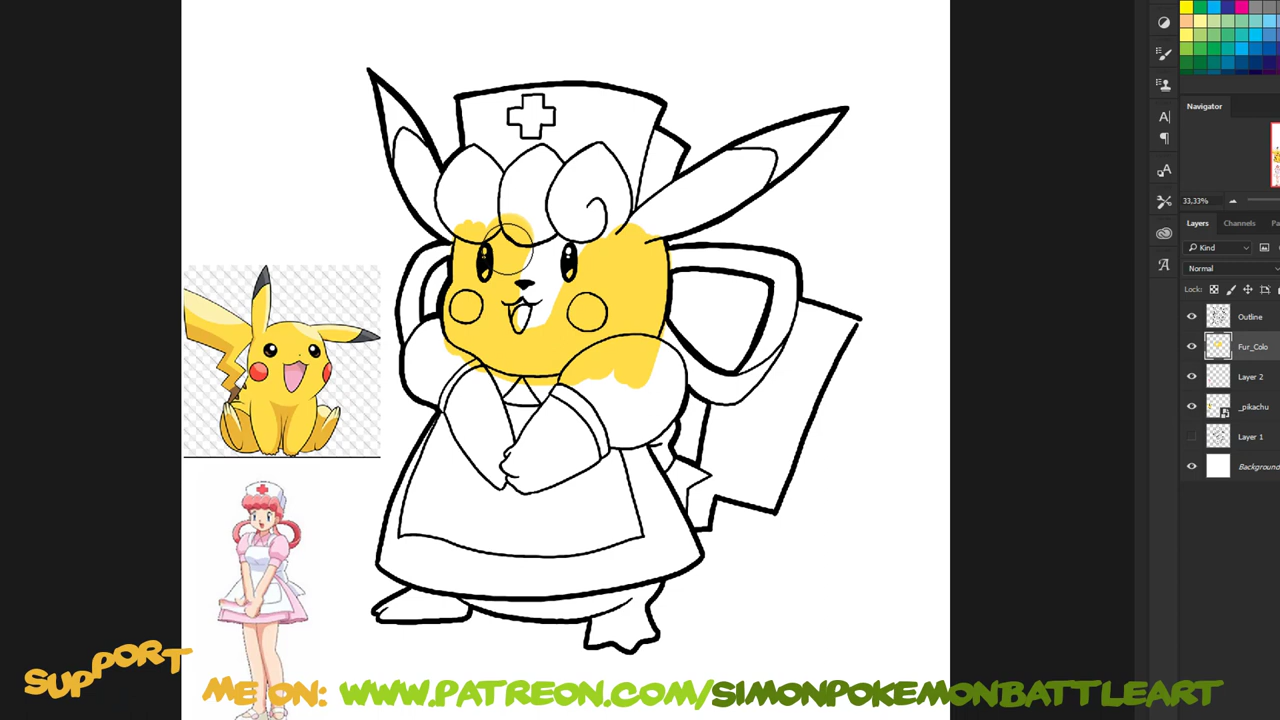 Navigator
33,33%
Layers
Channels
Pa
Kind
Normal
Lock:
Outline
Fur_Colo
Layer 2
_pikachu
Layer 1
Background
SUPPORT
ME ON: WWW.PATREON.COM/SIMONPOKEMONBATTLEART